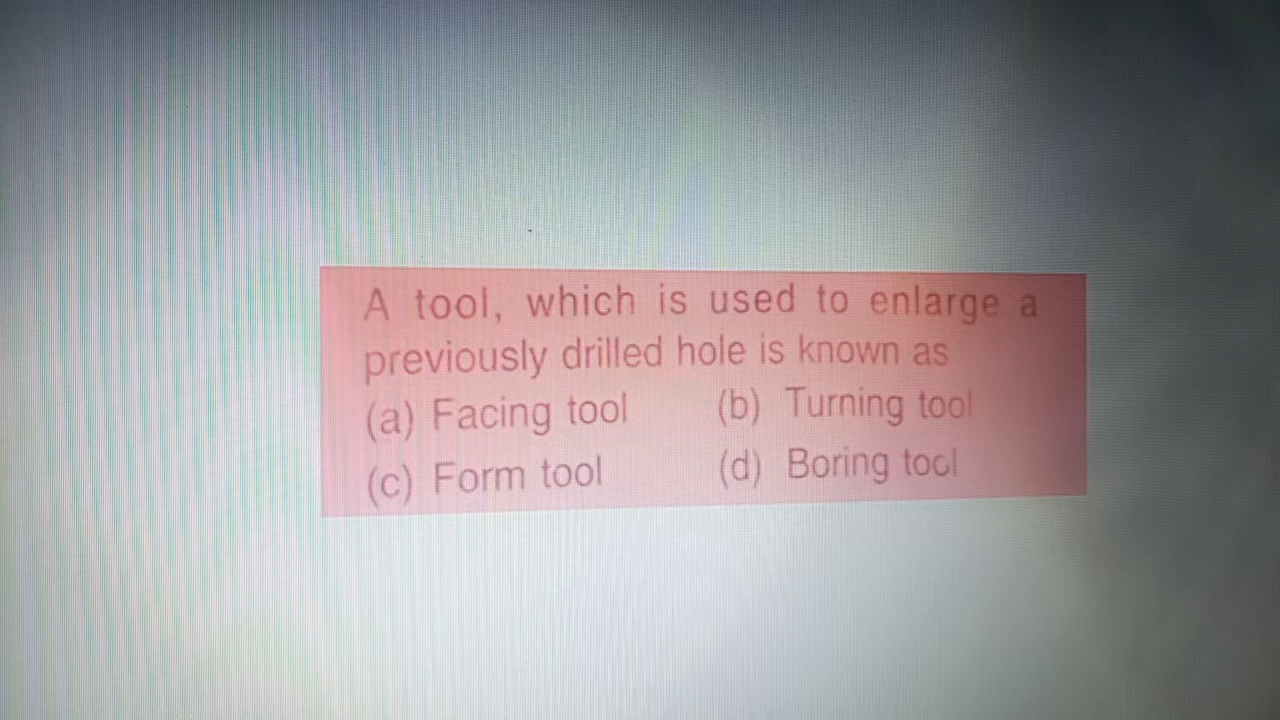 A tool, which is used to enlarge a
previously drilled hole is known as
(a) Facing tool (b) Turning tool
(c) Form tool (d) Boring tool